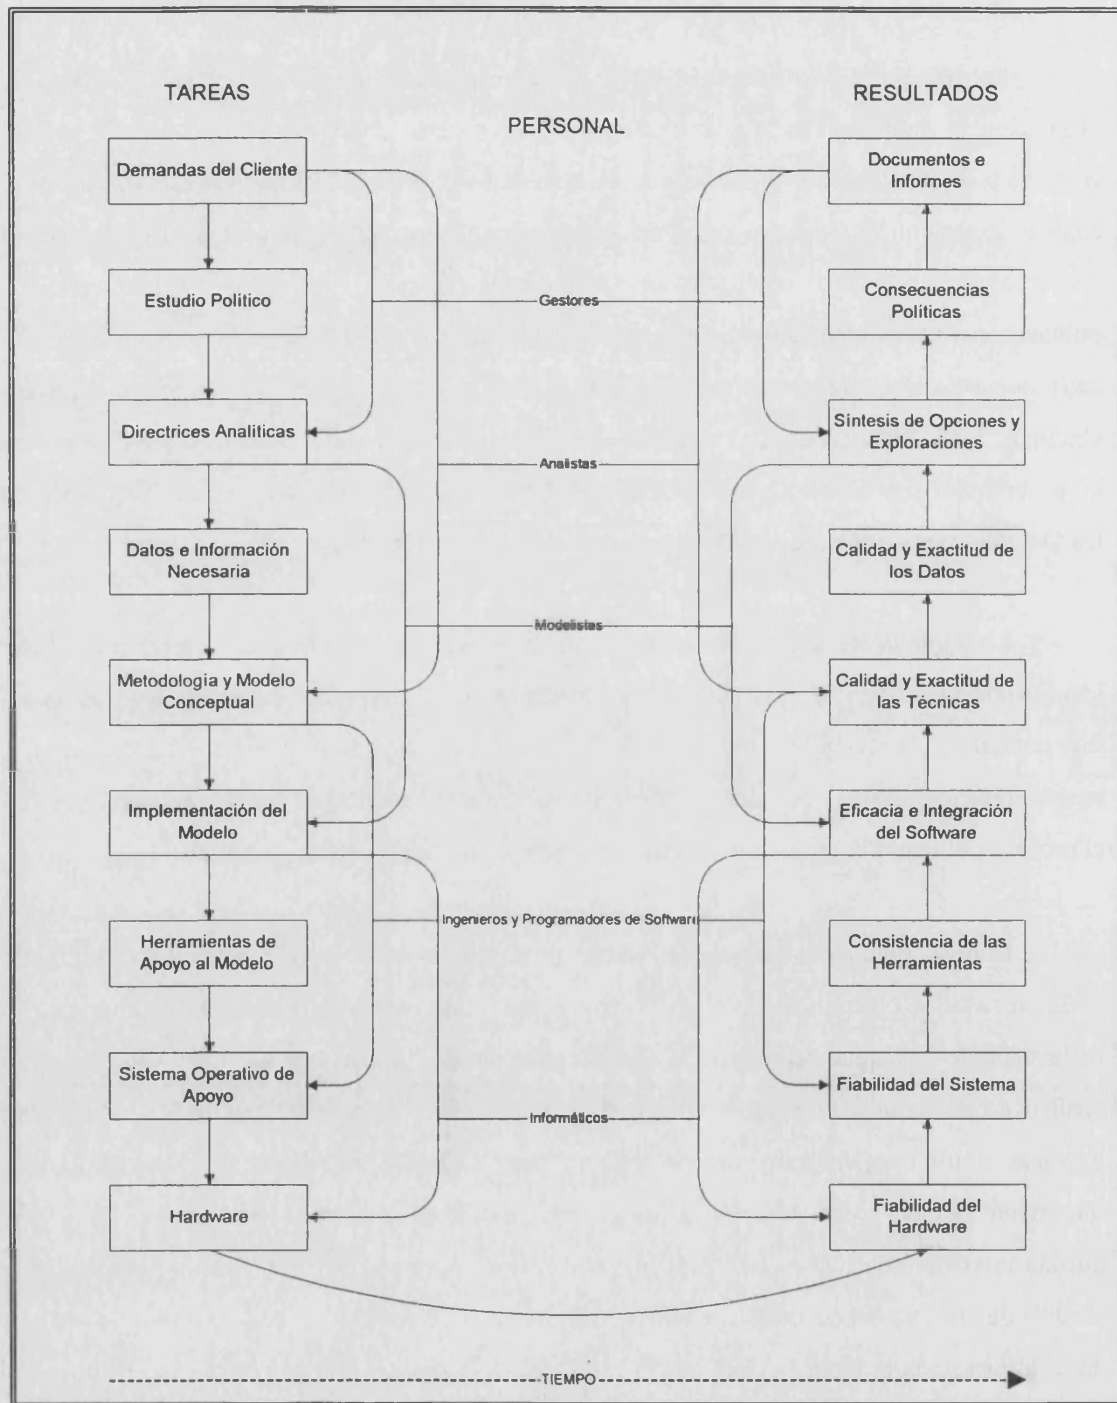 TAREAS
PERSONAL
RESULTADOS
Demandas del Cliente
Documentos e
Informes
Estudio Político
Gestores
Consecuencias
Políticas
Directrices Analíticas
Analistas
Síntesis de Opciones y
Exploraciones
Datos e Información
Necesaria
Calidad y Exactitud de
los Datos
Modelistas
Metodología y Modelo
Conceptual
Calidad y Exactitud de
las Técnicas
Implementación del
Modelo
Eficacia e Integración
del Software
Ingenieros y Programadores de Software
Herramientas de
Apoyo al Modelo
Consistencia de las
Herramientas
Sistema Operativo de
Apoyo
Fiabilidad del Sistema
Informáticos
Hardware
Fiabilidad del
Hardware
TIEMPO